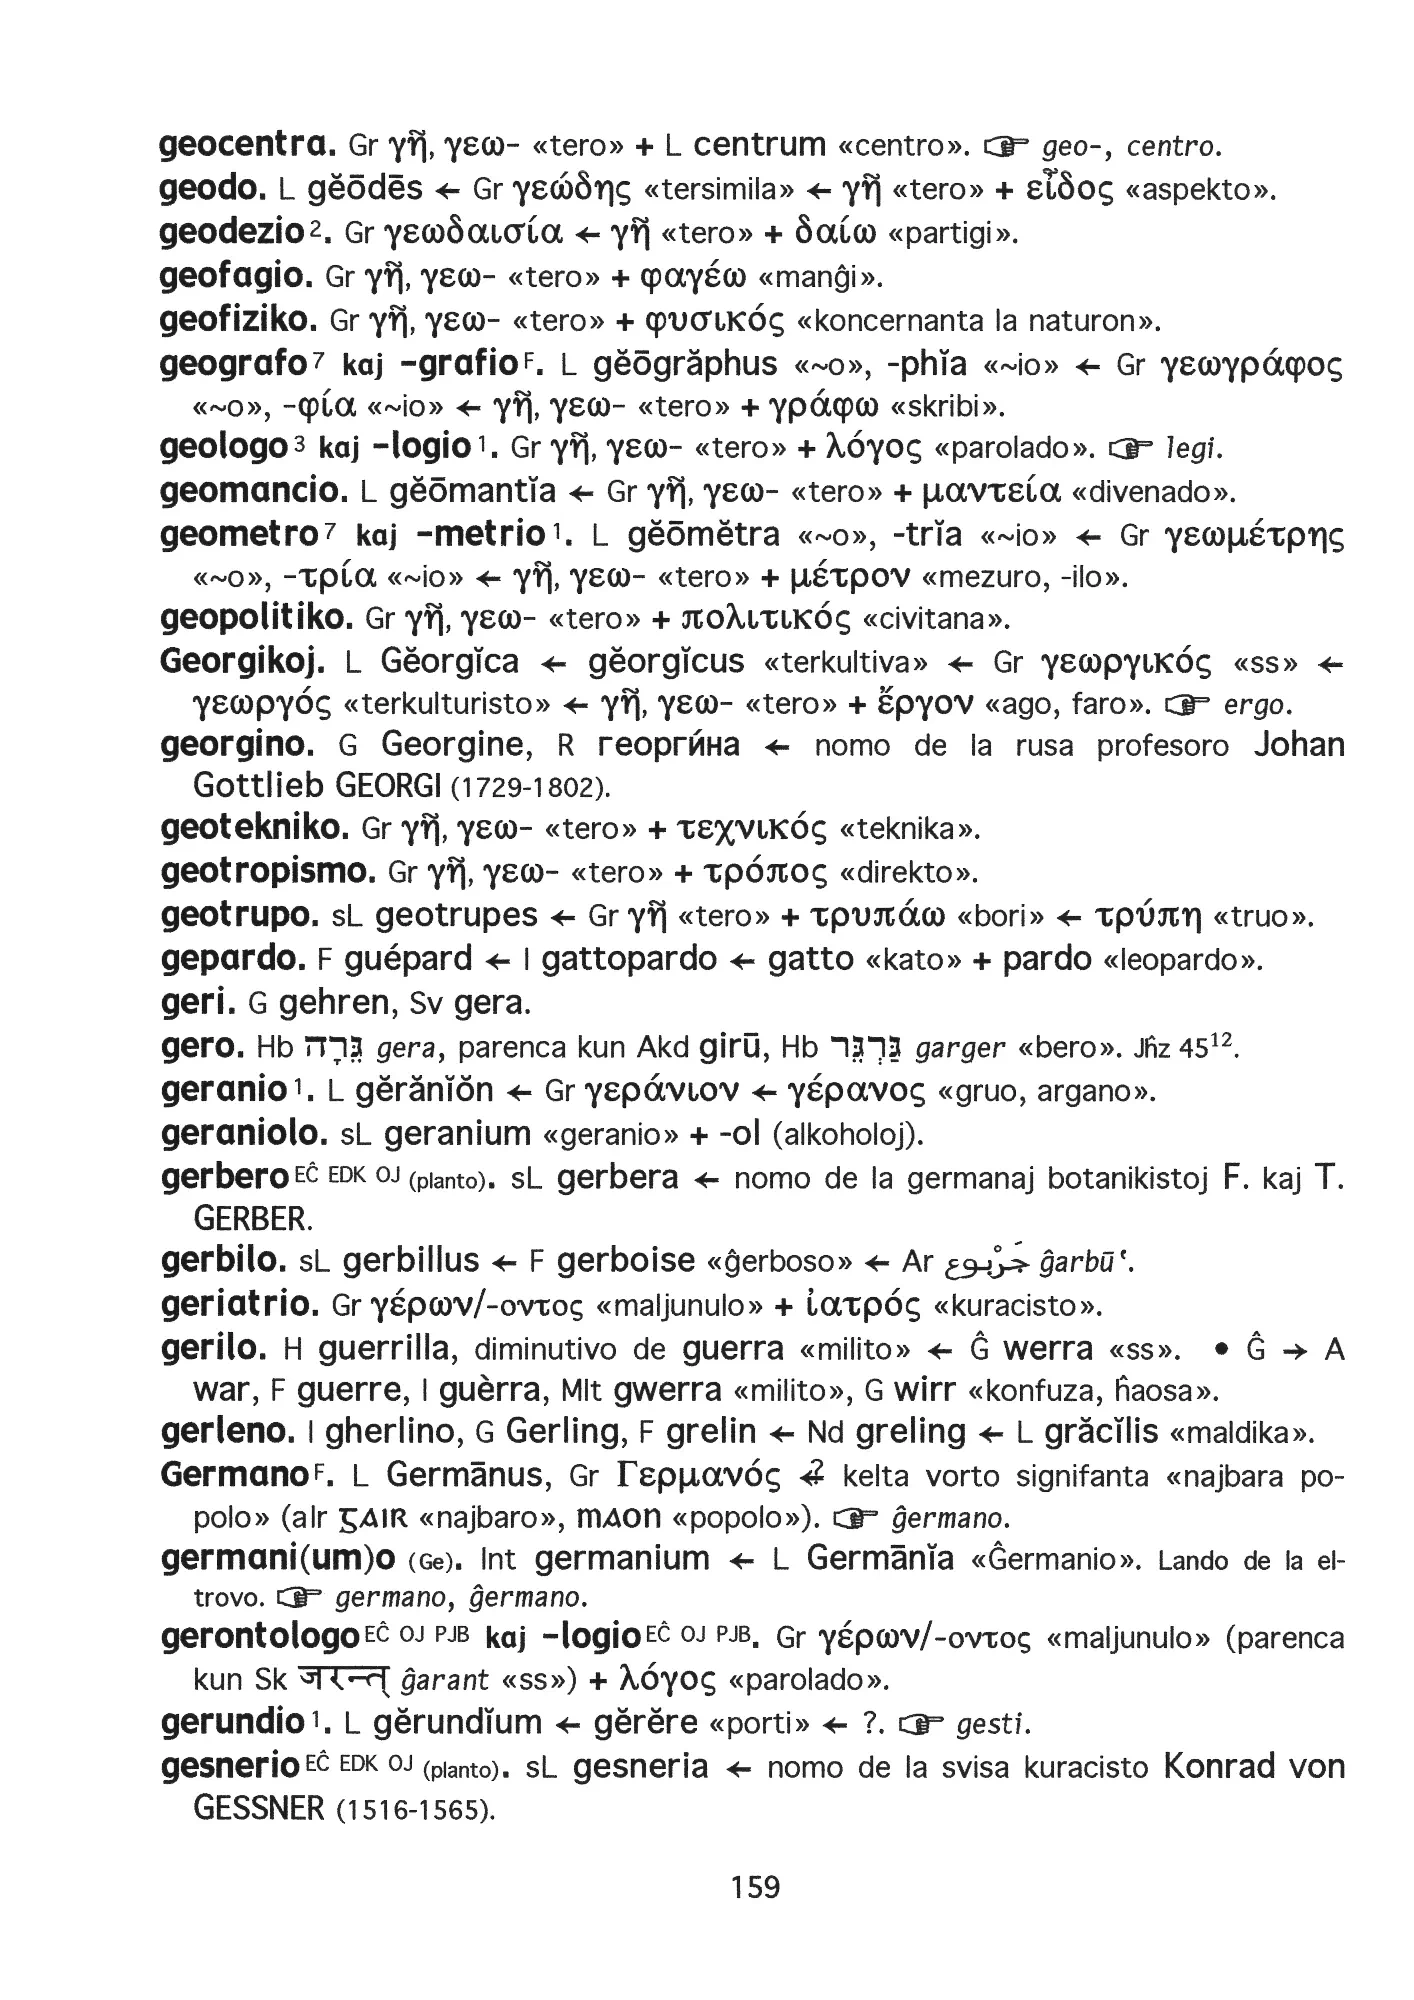 geocentra. Gr γῆ, γεω- «tero» + L centrum «centro». ☞ geo-, centro.
geodo. L gĕōdēs ← Gr γεώδης «tersimila» ← γῆ «tero» + εἶδος «aspekto».
geodezio². Gr γεωδαισία ← γῆ «tero» + δαίω «partigi».
geofagio. Gr γῆ, γεω- «tero» + φαγέω «manĝi».
geofiziko. Gr γῆ, γεω- «tero» + φυσικός «koncernanta la naturon».
geografo⁷ kaj -grafioF. L gĕōgrăphus «~o», -phĭa «~io» ← Gr γεωγράφος
«~o», -φία «~io» ← γῆ, γεω- «tero» + γράφω «skribi».
geologo³ kaj -logio¹. Gr γῆ, γεω- «tero» + λόγος «parolado». ☞ legi.
geomancio. L gĕōmantĭa ← Gr γῆ, γεω- «tero» + μαντεία «divenado».
geometro⁷ kaj -metrio¹. L gĕōmĕtra «~o», -trĭa «~io» ← Gr γεωμέτρης
«~o», -τρία «~io» ← γῆ, γεω- «tero» + μέτρον «mezuro, -ilo».
geopolitiko. Gr γῆ, γεω- «tero» + πολιτικός «civitana».
Georgikoj. L Gĕorgĭca ← gĕorgĭcus «terkultiva» ← Gr γεωργικός «ss» ←
γεωργός «terkulturisto» ← γῆ, γεω- «tero» + ἔργον «ago, faro». ☞ ergo.
georgino. G Georgine, R георги́на ← nomo de la rusa profesoro Johan
Gottlieb GEORGI (1729-1802).
geotekniko. Gr γῆ, γεω- «tero» + τεχνικός «teknika».
geotropismo. Gr γῆ, γεω- «tero» + τρόπος «direkto».
geotrupo. sL geotrupes ← Gr γῆ «tero» + τρυπάω «bori» ← τρύπη «truo».
gepardo. F guépard ← I gattopardo ← gatto «kato» + pardo «leopardo».
geri. G gehren, Sv gera.
gero. Hb גֵּרָה gera, parenca kun Akd girū, Hb גַּרְגֵּר garger «bero». Jĥz 45¹².
geranio¹. L gĕrănĭŏn ← Gr γεράνιον ← γέρανος «gruo, argano».
geraniolo. sL geranium «geranio» + -ol (alkoholoj).
gerberoEĈ EDK OJ (planto). sL gerbera ← nomo de la germanaj botanikistoj F. kaj T.
GERBER.
gerbilo. sL gerbillus ← F gerboise «ĝerboso» ← Ar جَرْبوع ĝarbūʿ.
geriatrio. Gr γέρων/-οντος «maljunulo» + ἰατρός «kuracisto».
gerilo. H guerrilla, diminutivo de guerra «milito» ← Ĝ werra «ss». • Ĝ → A
war, F guerre, I guèrra, Mlt gwerra «milito», G wirr «konfuza, ĥaosa».
gerleno. I gherlino, G Gerling, F grelin ← Nd greling ← L grăcĭlis «maldika».
GermanoF. L Germānus, Gr Γερμανός ←? kelta vorto signifanta «najbara po-
polo» (aIr gair «najbaro», maon «popolo»). ☞ ĝermano.
germani(um)o (Ge). Int germanium ← L Germānĭa «Ĝermanio». Lando de la el-
trovo. ☞ germano, ĝermano.
gerontologoEĈ OJ PJB kaj -logioEĈ OJ PJB. Gr γέρων/-οντος «maljunulo» (parenca
kun Sk जरन्त् ĝarant «ss») + λόγος «parolado».
gerundio¹. L gĕrundĭum ← gĕrĕre «porti» ← ?. ☞ gesti.
gesnerioEĈ EDK OJ (planto). sL gesneria ← nomo de la svisa kuracisto Konrad von
GESSNER (1516-1565).
159